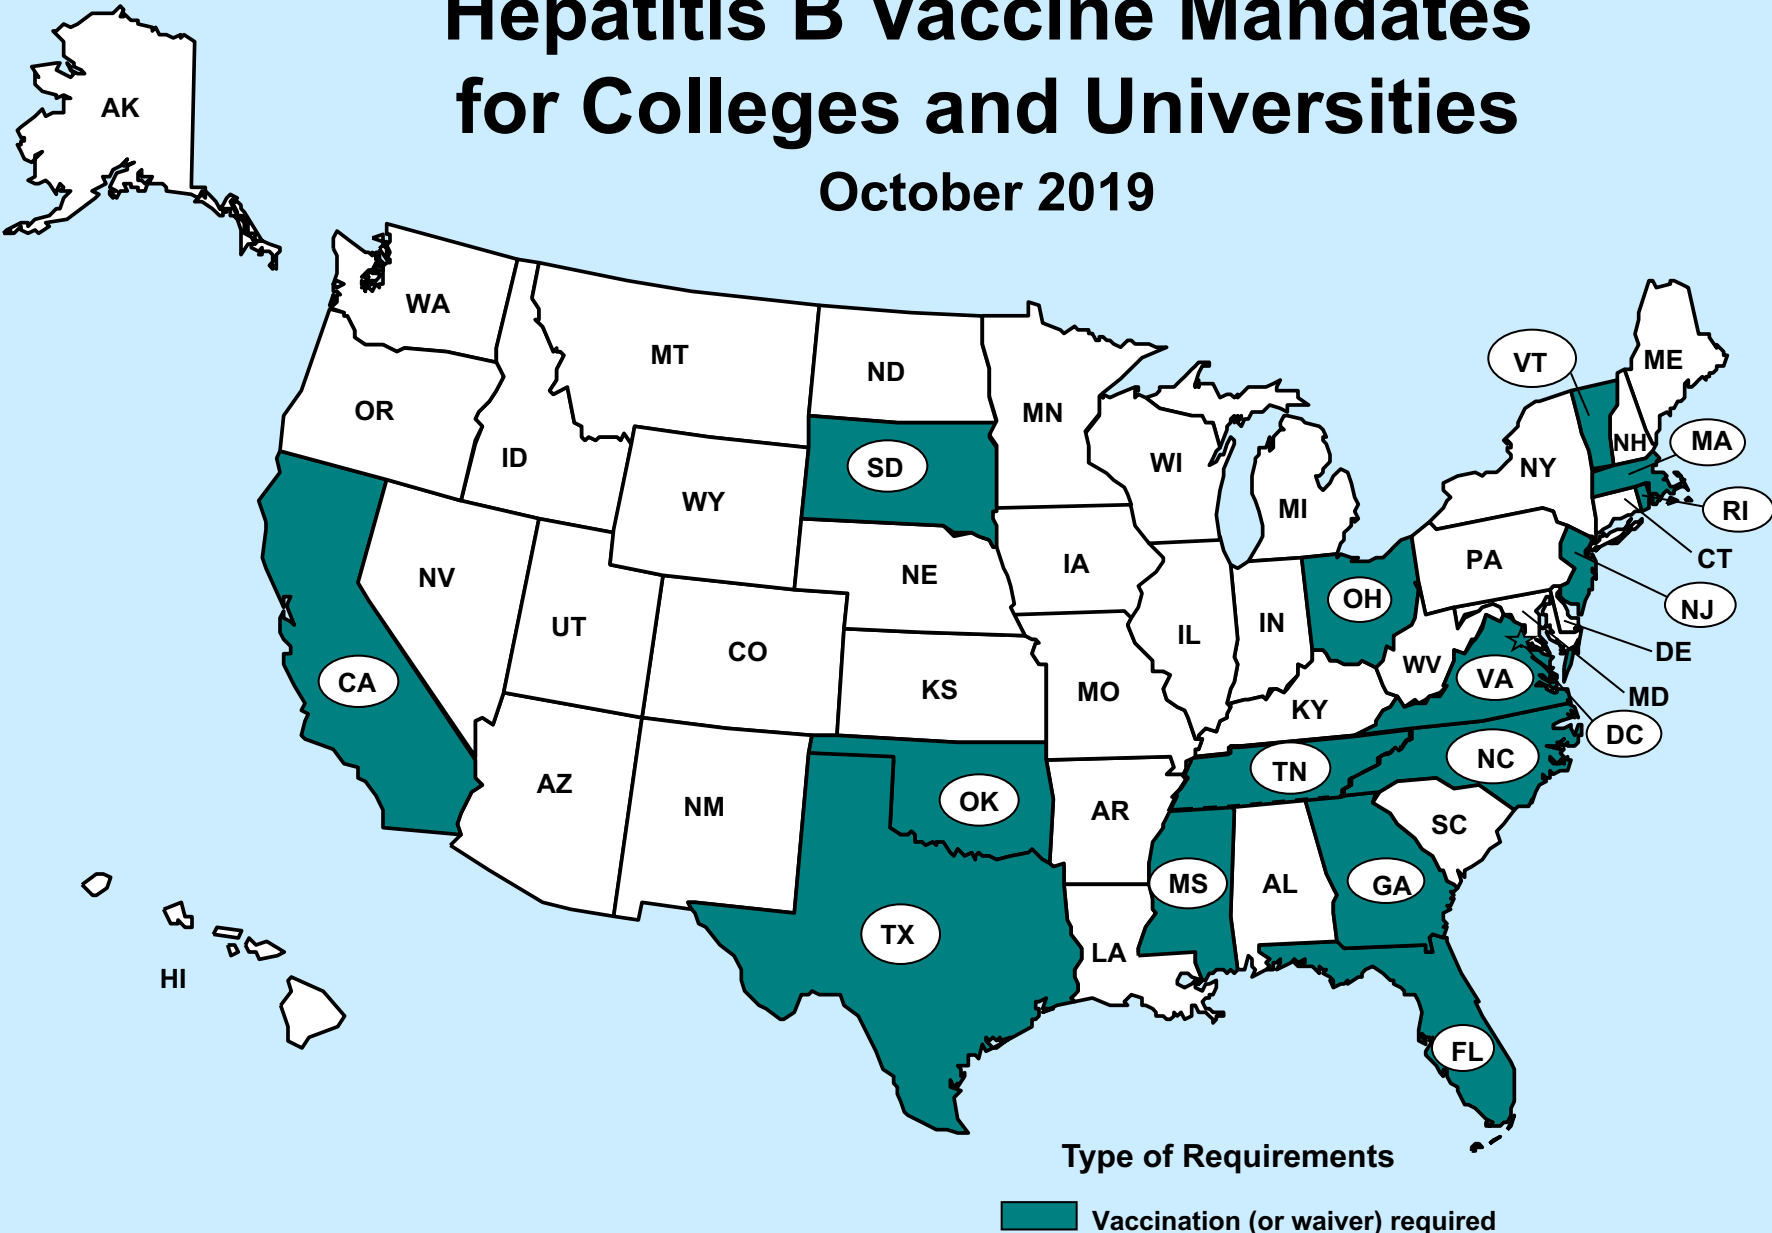 Hepatitis B Vaccine Mandates
for Colleges and Universities
October 2019
AK
WA
MT
ND
MN
ME
VT
OR
ID
SD
WI
MI
NY
NH
MA
WY
RI
IA
PA
CT
NV
NE
OH
NJ
UT
IL
IN
CO
DE
WV
VA
CA
KS
MO
MD
KY
DC
NC
TN
AZ
NM
OK
AR
SC
MS
AL
GA
TX
LA
HI
FL
Type of Requirements
Vaccination (or waiver) required